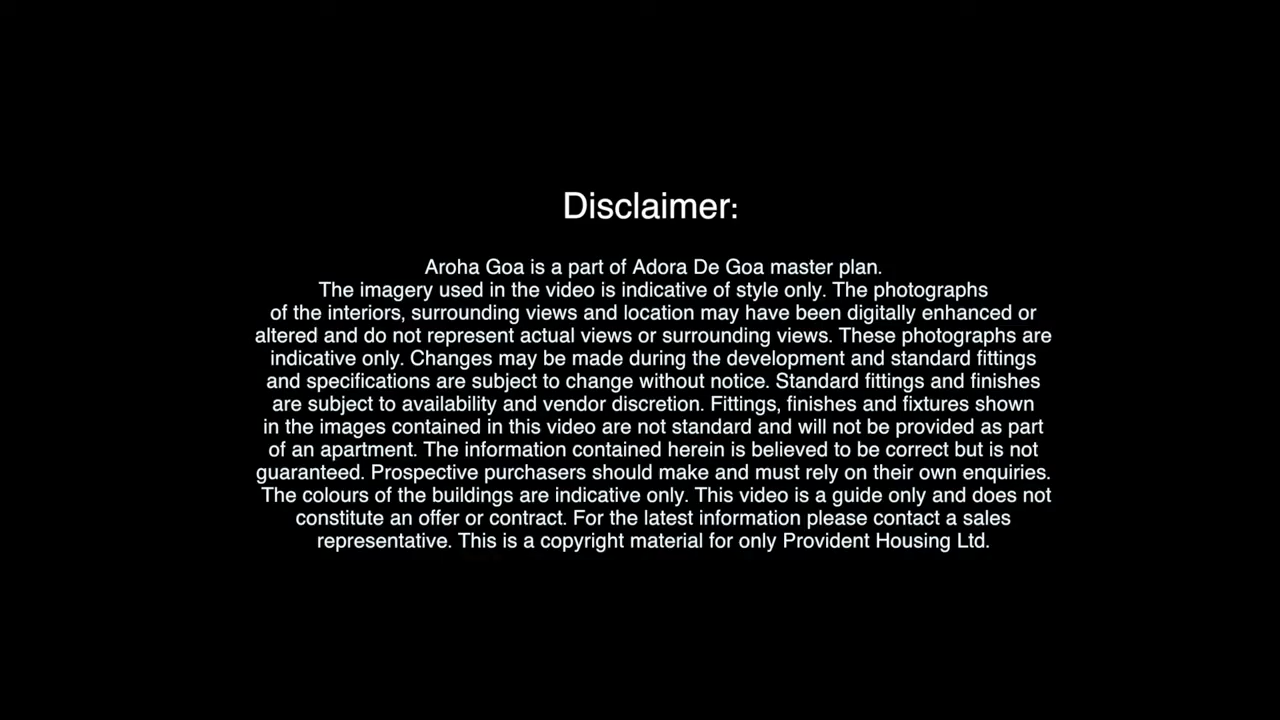 Disclaimer:
Aroha Goa is a part of Adora De Goa master plan.
The imagery used in the video is indicative of style only. The photographs
of the interiors, surrounding views and location may have been digitally enhanced or
altered and do not represent actual views or surrounding views. These photographs are
indicative only. Changes may be made during the development and standard fittings
and specifications are subject to change without notice. Standard fittings and finishes
are subject to availability and vendor discretion. Fittings, finishes and fixtures shown
in the images contained in this video are not standard and will not be provided as part
of an apartment. The information contained herein is believed to be correct but is not
guaranteed. Prospective purchasers should make and must rely on their own enquiries.
The colours of the buildings are indicative only. This video is a guide only and does not
constitute an offer or contract. For the latest information please contact a sales
representative. This is a copyright material for only Provident Housing Ltd.